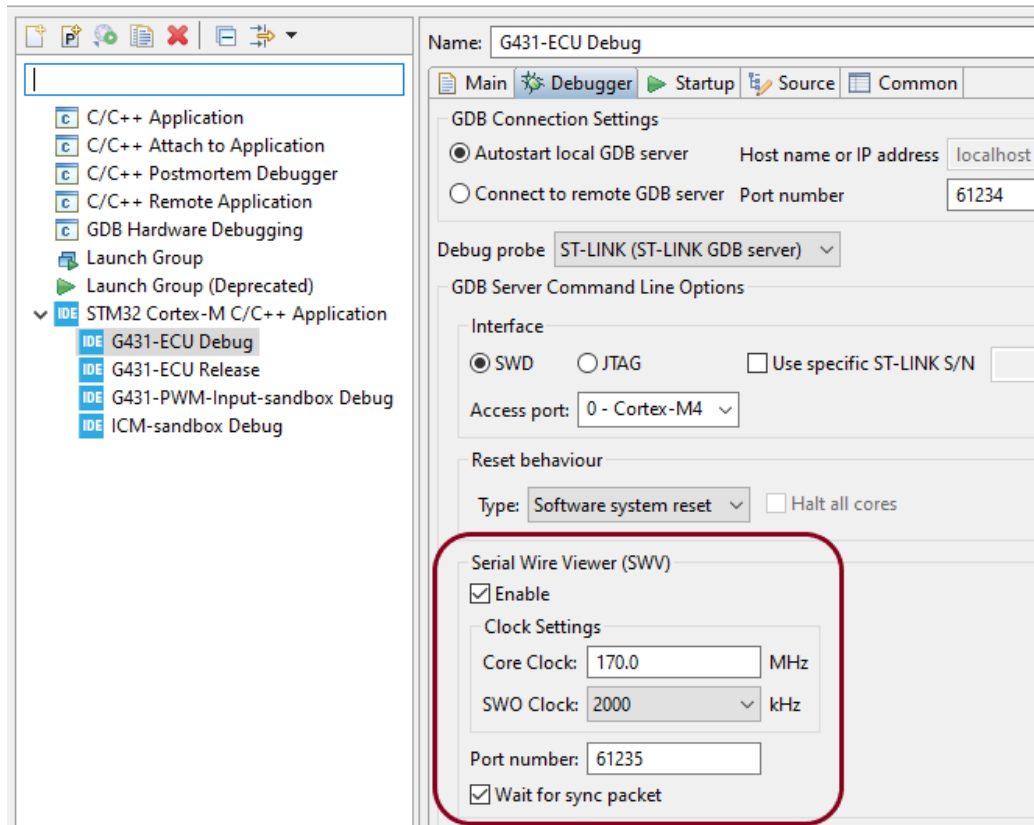 C/C++ Application
C/C++ Attach to Application
C/C++ Postmortem Debugger
C/C++ Remote Application
GDB Hardware Debugging
Launch Group
Launch Group (Deprecated)
IDE STM32 Cortex-M C/C++ Application
IDE G431-ECU Debug
IDE G431-ECU Release
IDE G431-PWM-Input-sandbox Debug
IDE ICM-sandbox Debug
Name: G431-ECU Debug
Main Debugger Startup Source Common
GDB Connection Settings
Autostart local GDB server Host name or IP address localhost
Connect to remote GDB server Port number 61234
Debug probe ST-LINK (ST-LINK GDB server)
GDB Server Command Line Options
Interface
SWD JTAG Use specific ST-LINK S/N
Access port: 0 - Cortex-M4
Reset behaviour
Type: Software system reset Halt all cores
Serial Wire Viewer (SWV)
Enable
Clock Settings
Core Clock: 170.0 MHz
SWO Clock: 2000 kHz
Port number: 61235
Wait for sync packet